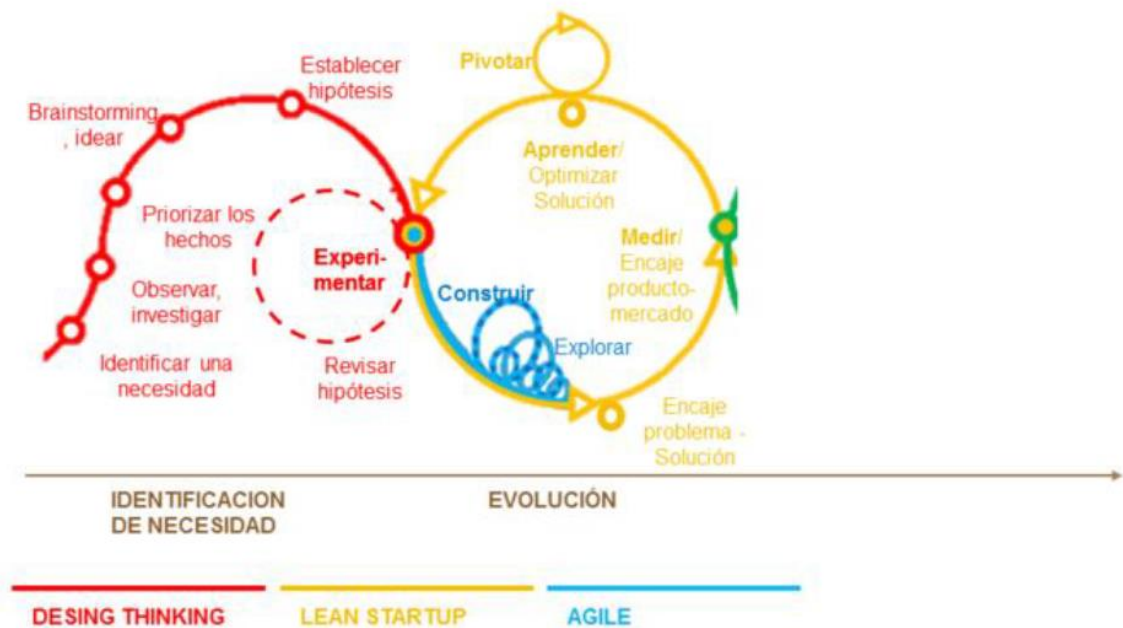 Establecer
hipótesis
Brainstorming
, idear
Priorizar los
hechos
Observar,
investigar
Identificar una
necesidad
Experi-
mentar
Revisar
hipótesis
Pivotar
Aprender/
Optimizar
Solución
Medir/
Encaje
producto-
mercado
Construir
Explorar
Encaje
problema -
Solución
IDENTIFICACION
DE NECESIDAD
EVOLUCIÓN
DESING THINKING
LEAN STARTUP
AGILE